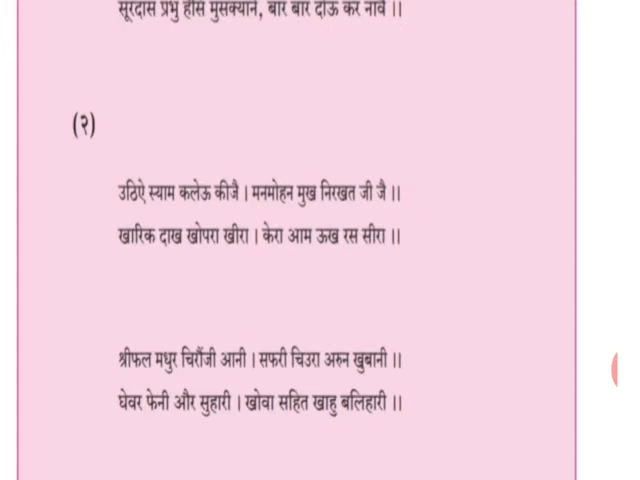 सूरदास प्रभु हँसि मुसक्याने, बार बार दोऊ कर नावै ।।
(२)
उठिऐ स्याम कलेऊ कीजै । मनमोहन मुख निरखत जी जै ।।
खारिक दाख खोपरा खीरा । केरा आम ऊख रस सीरा ।।
श्रीफल मधुर चिरौंजी आनी । सफरी चिउरा अरुन खुबानी ।।
घेवर फेनी और सुहारी । खोवा सहित खाहु बलिहारी ।।